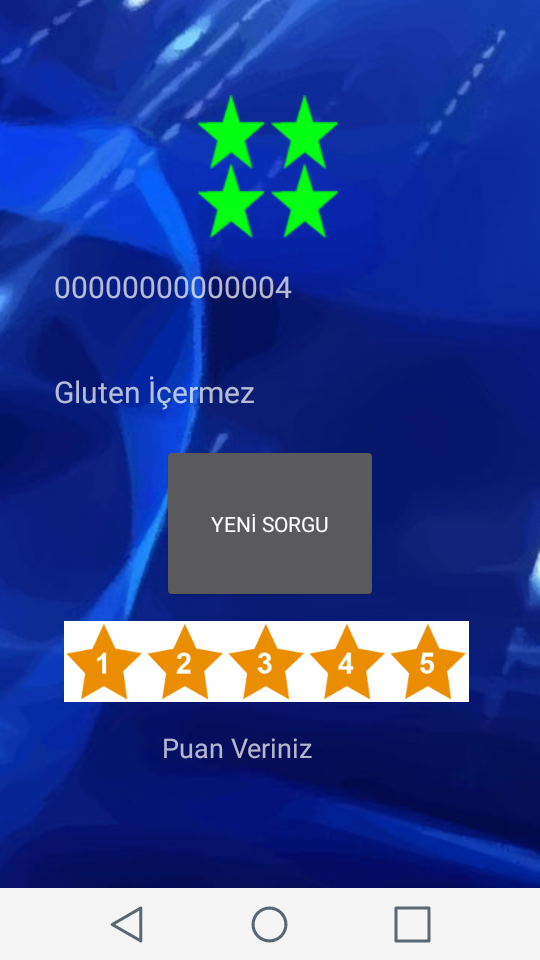 00000000000004
Gluten İçermez
YENİ SORGU
1 2 3 4 5
Puan Veriniz